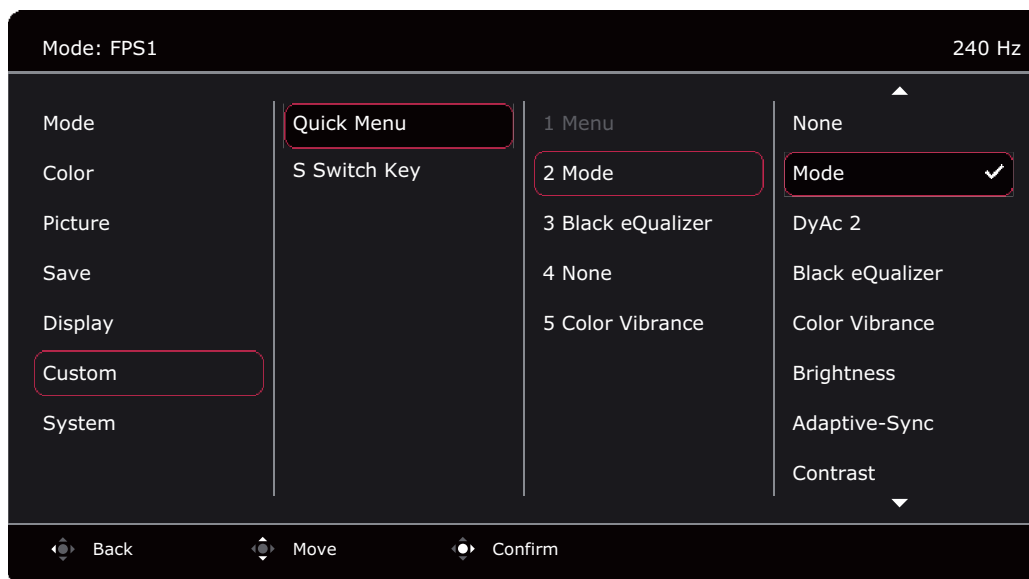 Mode: FPS1
240 Hz
Mode
Color
Picture
Save
Display
Custom
System
Quick Menu
S Switch Key
1 Menu
2 Mode
3 Black eQualizer
4 None
5 Color Vibrance
None
Mode
DyAc 2
Black eQualizer
Color Vibrance
Brightness
Adaptive-Sync
Contrast
Back
Move
Confirm